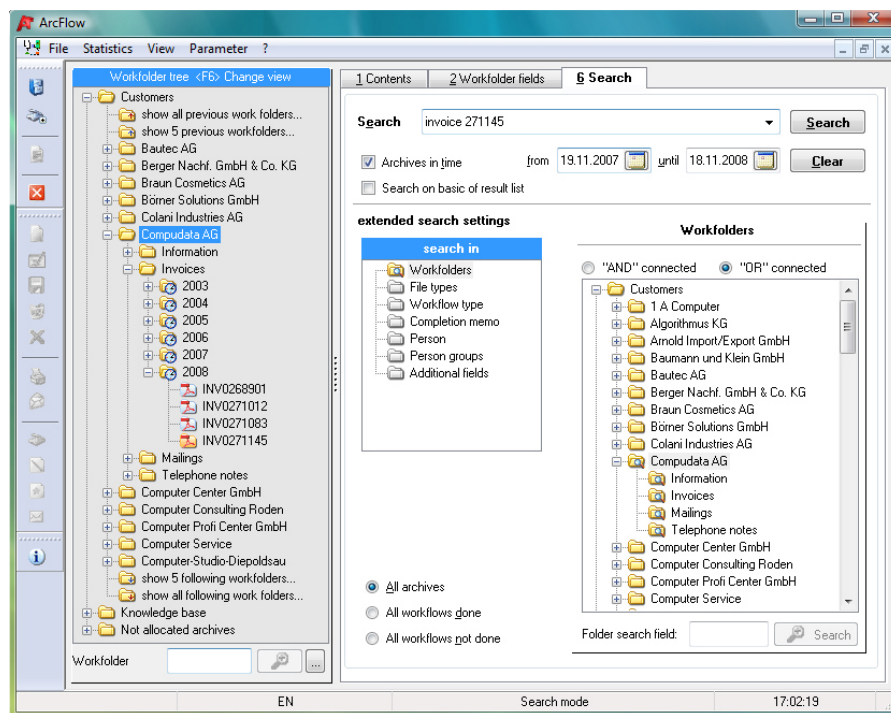 ArcFlow
File Statistics View Parameter ?
Workfolder tree <F6> Change view
Customers
show all previous work folders...
show 5 previous workfolders...
Bautec AG
Berger Nachf. GmbH & Co. KG
Braun Cosmetics AG
Börner Solutions GmbH
Colani Industries AG
Compudata AG
Information
Invoices
2003
2004
2005
2006
2007
2008
INV0268901
INV0271012
INV0271083
INV0271145
Mailings
Telephone notes
Computer Center GmbH
Computer Consulting Roden
Computer Profi Center GmbH
Computer Service
Computer-Studio-Diepoldsau
show 5 following workfolders...
show all following work folders...
Knowledge base
Not allocated archives
Workfolder ...
1 Contents 2 Workfolder fields 6 Search
Search invoice 271145 Search
Archives in time from 19.11.2007 until 18.11.2008 Clear
Search on basic of result list
extended search settings
search in
Workfolders
File types
Workflow type
Completion memo
Person
Person groups
Additional fields
All archives
All workflows done
All workflows not done
Workfolders
"AND" connected "OR" connected
Customers
1 A Computer
Algorithmus KG
Arnold Import/Export GmbH
Baumann und Klein GmbH
Bautec AG
Berger Nachf. GmbH & Co. KG
Braun Cosmetics AG
Börner Solutions GmbH
Colani Industries AG
Compudata AG
Information
Invoices
Mailings
Telephone notes
Computer Center GmbH
Computer Consulting Roden
Computer Profi Center GmbH
Computer Service
Folder search field: Search
EN Search mode 17:02:19